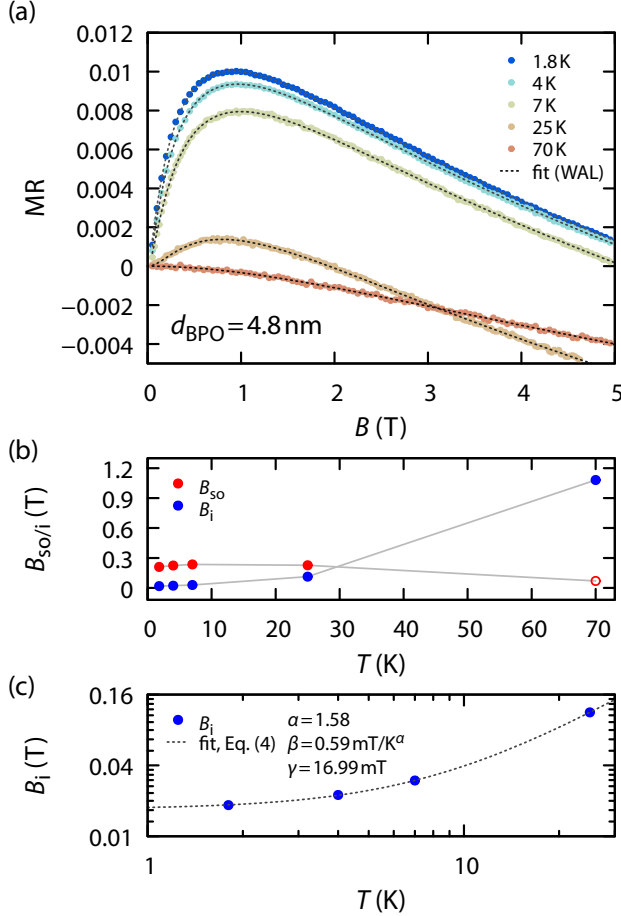 (a)
0.012
0.01
0.008
0.006
0.004
0.002
0
−0.002
−0.004
MR
1.8 K
4 K
7 K
25 K
70 K
fit (WAL)
d_BPO = 4.8 nm
0 1 2 3 4 5
B (T)
(b)
1.2
0.9
0.6
0.3
0
B_so/i (T)
B_so
B_i
0 10 20 30 40 50 60 70
T (K)
(c)
0.16
0.04
0.01
B_i (T)
B_i α = 1.58
fit, Eq. (4) β = 0.59 mT/K^α
γ = 16.99 mT
1 10
T (K)